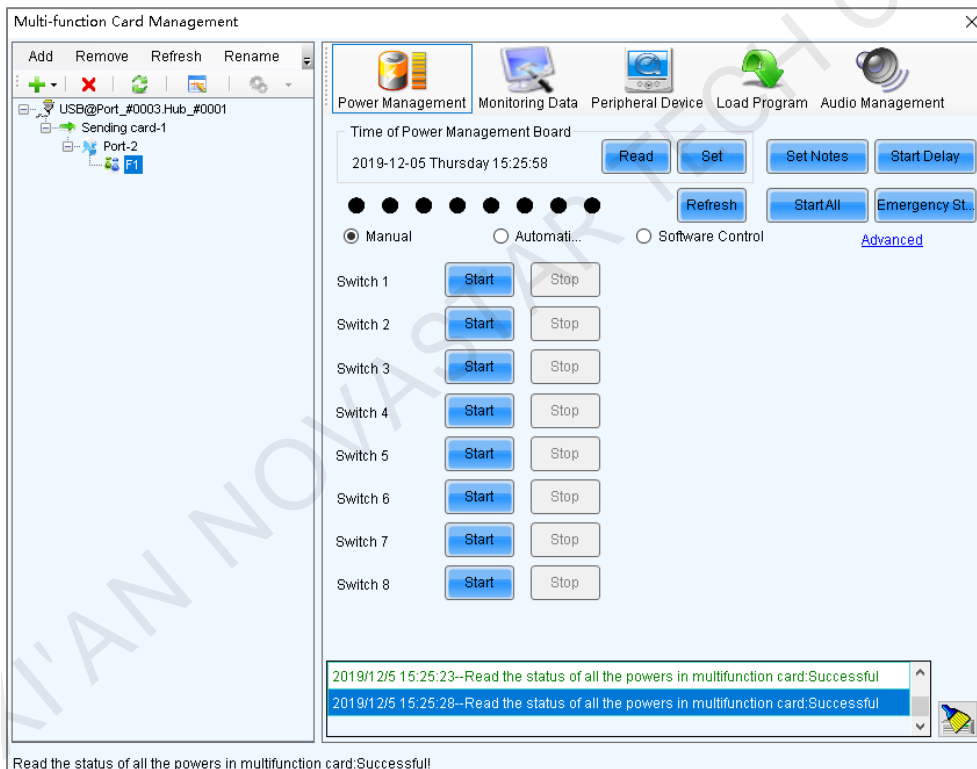 Multi-function Card Management
Add Remove Refresh Rename
USB@Port_#0003.Hub_#0001
Sending card-1
Port-2
F1
Power Management Monitoring Data Peripheral Device Load Program Audio Management
Time of Power Management Board
2019-12-05 Thursday 15:25:58 Read Set Set Notes Start Delay
Refresh Start All Emergency St...
Manual Automati... Software Control Advanced
Switch 1 Start Stop
Switch 2 Start Stop
Switch 3 Start Stop
Switch 4 Start Stop
Switch 5 Start Stop
Switch 6 Start Stop
Switch 7 Start Stop
Switch 8 Start Stop
2019/12/5 15:25:23--Read the status of all the powers in multifunction card:Successful
2019/12/5 15:25:28--Read the status of all the powers in multifunction card:Successful
Read the status of all the powers in multifunction card:Successful!
XI'AN NOVASTAR TECH